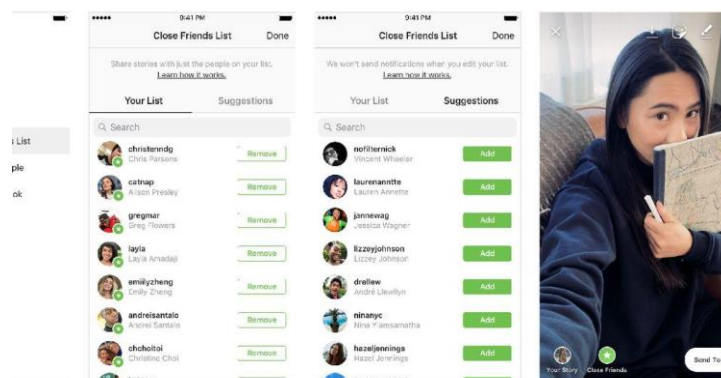 s List
ple
ok
9:41 PM
Close Friends List Done
Share stories with just the people on your list.
Learn how it works.
Your List Suggestions
Search
christenndg
Chris Parsons
Remove
catnap
Alison Presley
Remove
gregmar
Greg Flowers
Remove
layla
Layla Amadaji
Remove
emiilyzheng
Emily Zheng
Remove
andreisantalo
Andrei Santalo
Remove
chchoitoi
Christine Choi
Remove
9:41 PM
Close Friends List Done
We won't send notifications when you edit your list.
Learn how it works.
Your List Suggestions
Search
nofilternick
Vincent Wheeler
Add
laurenanntte
Lauren Annette
Add
jannewag
Jessica Wagner
Add
lizzeyjohnson
Lizzey Johnson
Add
drellew
André Llewllyn
Add
ninanyc
Nina
Add
hazeljennings
Hazel Jennings
Add
Your Story Close Friends
Send To